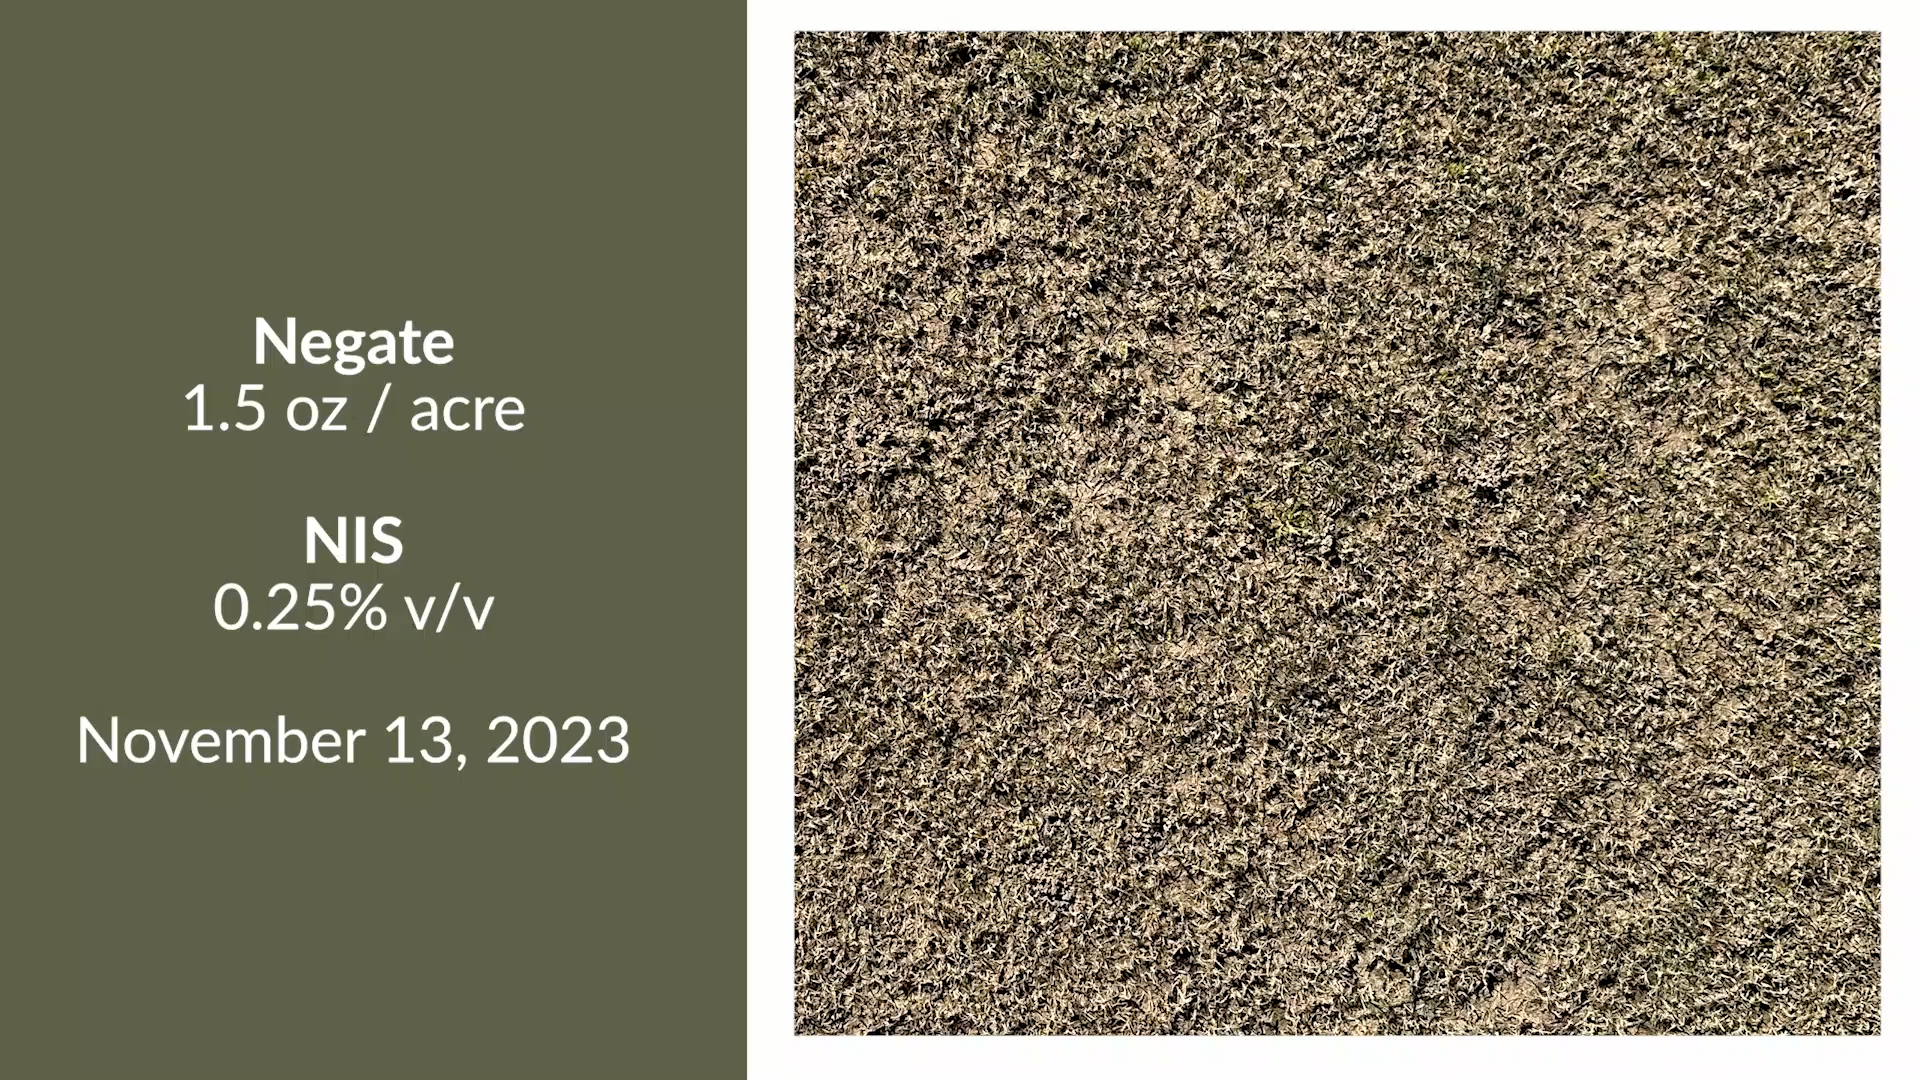 Negate
1.5 oz / acre
NIS
0.25% v/v
November 13, 2023